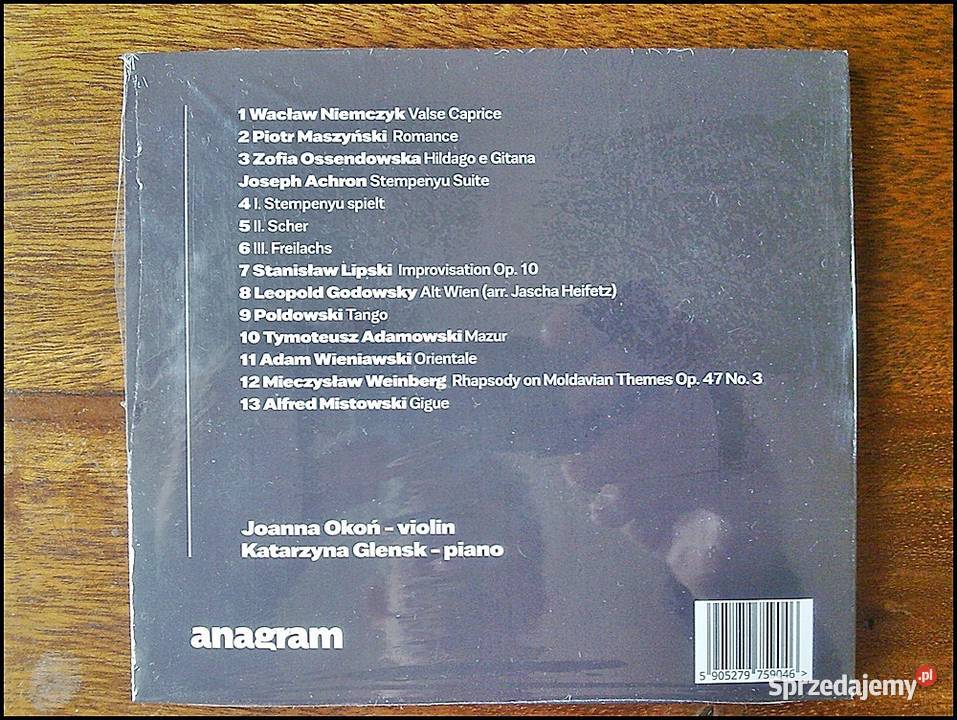 1 Wacław Niemczyk Valse Caprice
2 Piotr Maszyński Romance
3 Zofia Ossendowska Hildago e Gitana
Joseph Achron Stempenyu Suite
4 I. Stempenyu spielt
5 II. Scher
6 III. Freilachs
7 Stanisław Lipski Improvisation Op. 10
8 Leopold Godowsky Alt Wien (arr. Jascha Heifetz)
9 Poldowski Tango
10 Tymoteusz Adamowski Mazur
11 Adam Wieniawski Orientale
12 Mieczysław Weinberg Rhapsody on Moldavian Themes Op. 47 No. 3
13 Alfred Mistowski Gigue
Joanna Okoń – violin
Katarzyna Glensk – piano
anagram
5 905279 759046 >
Sprzedajemy.pl